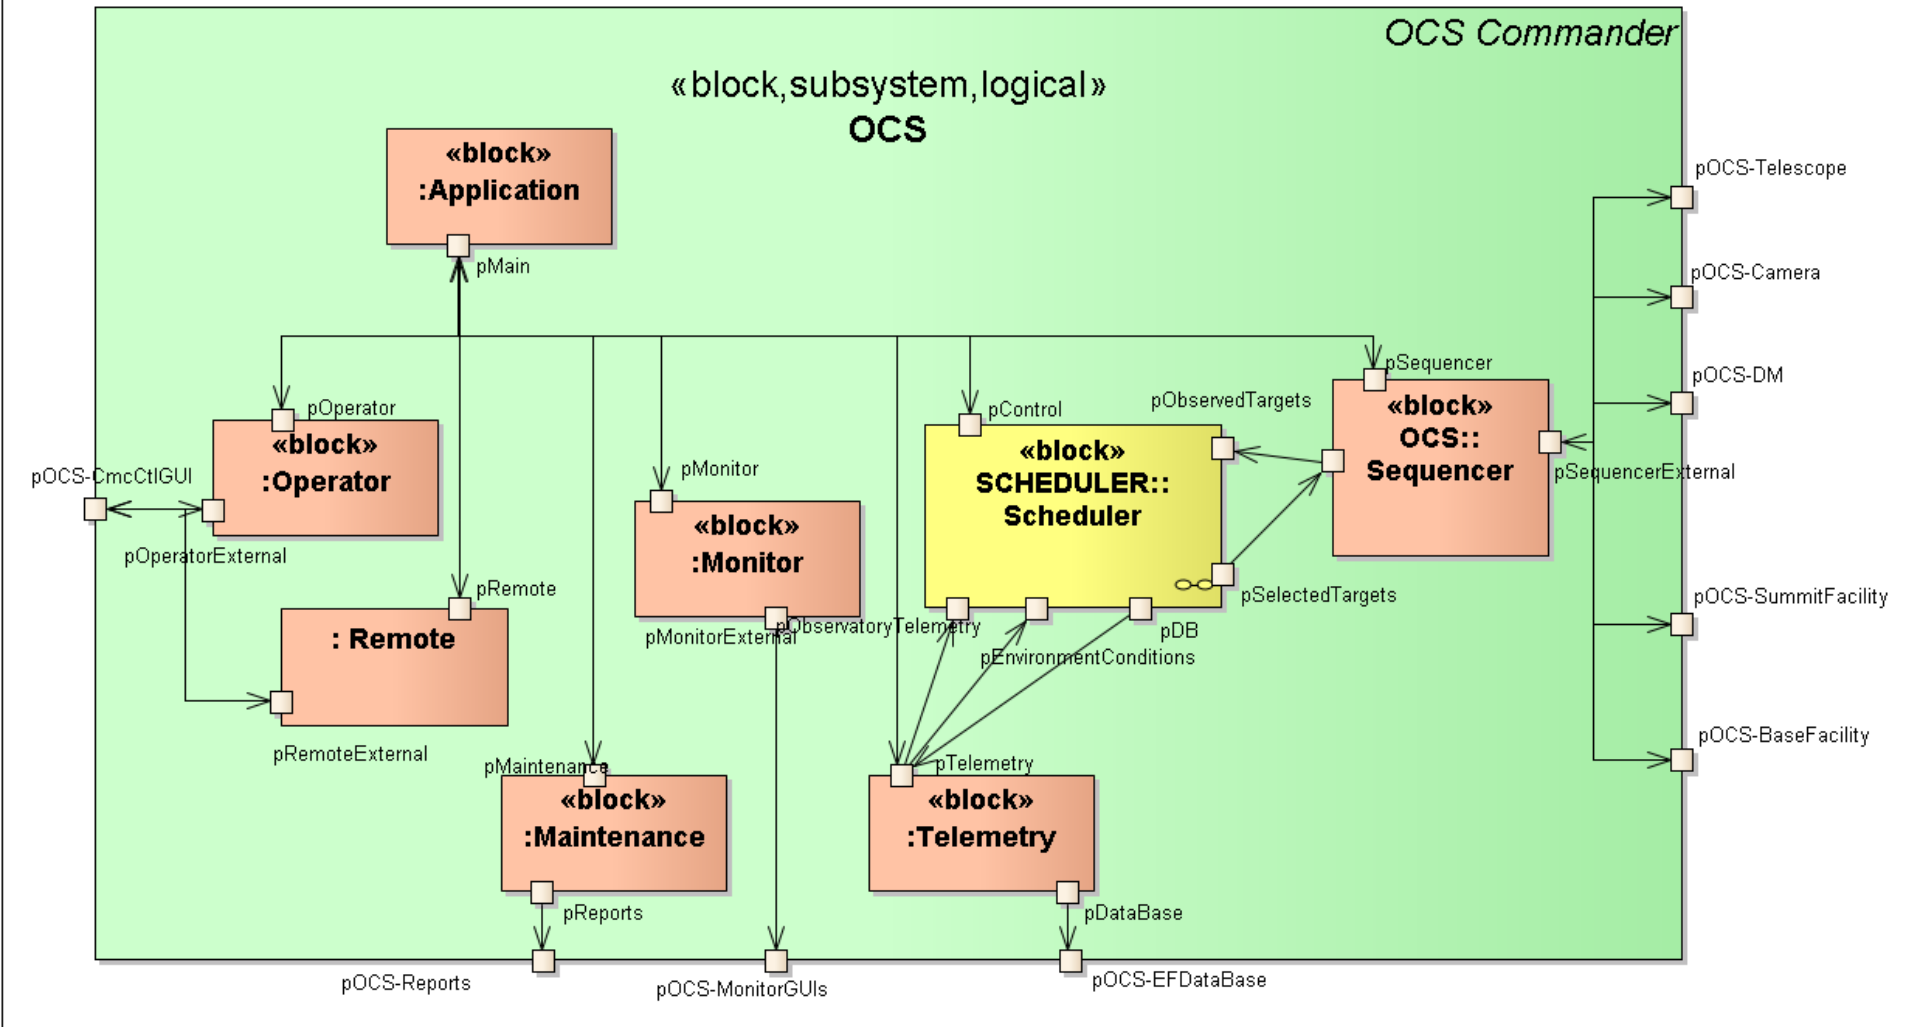 OCS Commander
«block,subsystem,logical»
OCS
«block»
:Application
pMain
pOCS-Telescope
pOCS-Camera
pOCS-DM
pSequencer
pObservedTargets
pControl
pOperator
«block»
:Operator
pOCS-CmcCtlGUI
pOperatorExternal
pMonitor
«block»
:Monitor
pMonitorExternal
«block»
SCHEDULER::
Scheduler
«block»
OCS::
Sequencer
pSequencerExternal
pSelectedTargets
pObservatoryTelemetry
pDB
pEnvironmentConditions
pOCS-SummitFacility
pOCS-BaseFacility
pRemote
: Remote
pRemoteExternal
pMaintenance
«block»
:Maintenance
pReports
pTelemetry
«block»
:Telemetry
pDataBase
pOCS-Reports
pOCS-MonitorGUIs
pOCS-EFDataBase